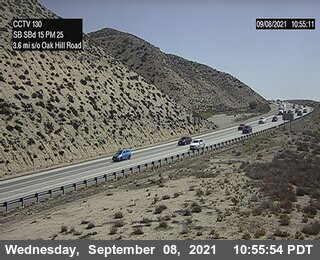 CCTV 130
SB SBd 15 PM 25
3.6 mi s/o Oak Hill Road
09/08/2021 10:55:11
Wednesday, September 08, 2021 10:55:54 PDT